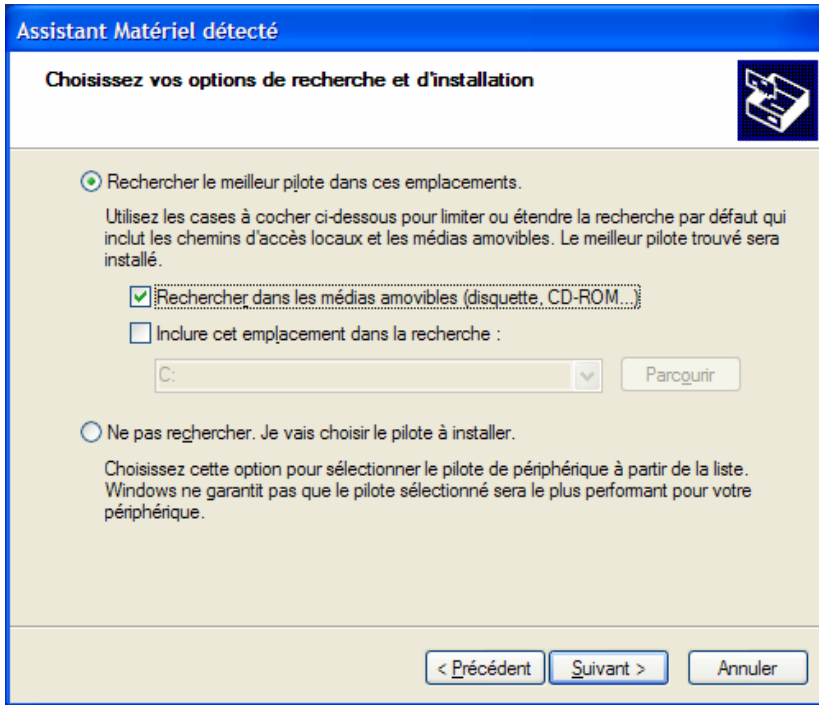 Assistant Matériel détecté
Choisissez vos options de recherche et d'installation
Rechercher le meilleur pilote dans ces emplacements.
Utilisez les cases à cocher ci-dessous pour limiter ou étendre la recherche par défaut qui
inclut les chemins d'accès locaux et les médias amovibles. Le meilleur pilote trouvé sera
installé.
Rechercher dans les médias amovibles (disquette, CD-ROM...)
Inclure cet emplacement dans la recherche :
C: Parcourir
Ne pas rechercher. Je vais choisir le pilote à installer.
Choisissez cette option pour sélectionner le pilote de périphérique à partir de la liste.
Windows ne garantit pas que le pilote sélectionné sera le plus performant pour votre
périphérique.
< Précédent Suivant > Annuler